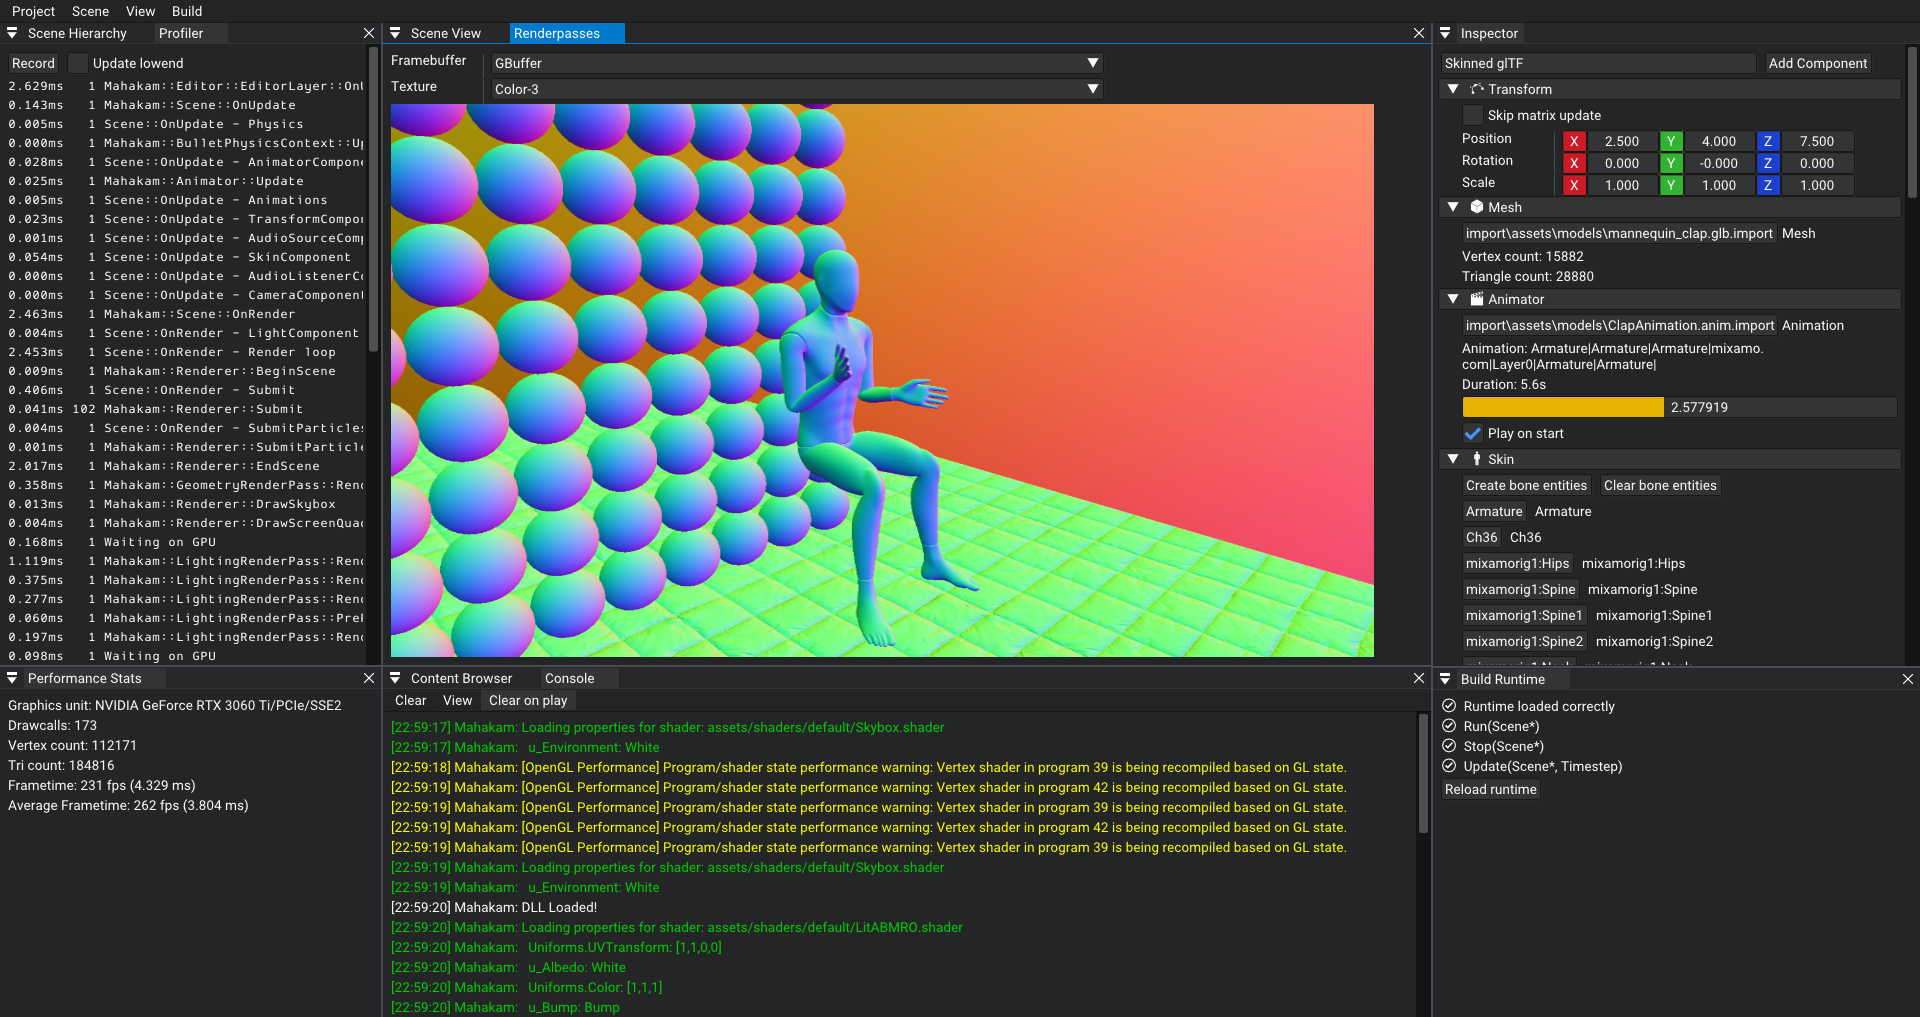 Project Scene View Build
Scene Hierarchy Profiler
Record Update lowend
2.629ms 1 Mahakam::Editor::EditorLayer::OnU
0.143ms 1 Mahakam::Scene::OnUpdate
0.005ms 1 Scene::OnUpdate - Physics
0.000ms 1 Mahakam::BulletPhysicsContext::Up
0.028ms 1 Scene::OnUpdate - AnimatorCompone
0.025ms 1 Mahakam::Animator::Update
0.005ms 1 Scene::OnUpdate - Animations
0.023ms 1 Scene::OnUpdate - TransformCompon
0.001ms 1 Scene::OnUpdate - AudioSourceComp
0.054ms 1 Scene::OnUpdate - SkinComponent
0.000ms 1 Scene::OnUpdate - AudioListenerCo
0.000ms 1 Scene::OnUpdate - CameraComponent
2.463ms 1 Mahakam::Scene::OnRender
0.004ms 1 Scene::OnRender - LightComponent
2.453ms 1 Scene::OnRender - Render loop
0.009ms 1 Mahakam::Renderer::BeginScene
0.406ms 1 Scene::OnRender - Submit
0.041ms 102 Mahakam::Renderer::Submit
0.004ms 1 Scene::OnRender - SubmitParticles
0.001ms 1 Mahakam::Renderer::SubmitParticle
2.017ms 1 Mahakam::Renderer::EndScene
0.358ms 1 Mahakam::GeometryRenderPass::Rend
0.013ms 1 Mahakam::Renderer::DrawSkybox
0.004ms 1 Mahakam::Renderer::DrawScreenQuad
0.168ms 1 Waiting on GPU
1.119ms 1 Mahakam::LightingRenderPass::Rend
0.375ms 1 Mahakam::LightingRenderPass::Rend
0.277ms 1 Mahakam::LightingRenderPass::Rend
0.060ms 1 Mahakam::LightingRenderPass::PreR
0.197ms 1 Mahakam::LightingRenderPass::Rend
0.098ms 1 Waiting on GPU
Scene View Renderpasses
Framebuffer GBuffer
Texture Color-3
Inspector
Skinned glTF Add Component
Transform
Skip matrix update
Position X 2.500 Y 4.000 Z 7.500
Rotation X 0.000 Y -0.000 Z 0.000
Scale X 1.000 Y 1.000 Z 1.000
Mesh
import\assets\models\mannequin_clap.glb.import Mesh
Vertex count: 15882
Triangle count: 28880
Animator
import\assets\models\ClapAnimation.anim.import Animation
Animation: Armature|Armature|Armature|mixamo.
com|Layer0|Armature|Armature|
Duration: 5.6s
2.577919
Play on start
Skin
Create bone entities Clear bone entities
Armature Armature
Ch36 Ch36
mixamorig1:Hips mixamorig1:Hips
mixamorig1:Spine mixamorig1:Spine
mixamorig1:Spine1 mixamorig1:Spine1
mixamorig1:Spine2 mixamorig1:Spine2
Performance Stats
Graphics unit: NVIDIA GeForce RTX 3060 Ti/PCIe/SSE2
Drawcalls: 173
Vertex count: 112171
Tri count: 184816
Frametime: 231 fps (4.329 ms)
Average Frametime: 262 fps (3.804 ms)
Content Browser Console
Clear View Clear on play
[22:59:17] Mahakam: Loading properties for shader: assets/shaders/default/Skybox.shader
[22:59:17] Mahakam: u_Environment: White
[22:59:18] Mahakam: [OpenGL Performance] Program/shader state performance warning: Vertex shader in program 39 is being recompiled based on GL state.
[22:59:19] Mahakam: [OpenGL Performance] Program/shader state performance warning: Vertex shader in program 42 is being recompiled based on GL state.
[22:59:19] Mahakam: [OpenGL Performance] Program/shader state performance warning: Vertex shader in program 39 is being recompiled based on GL state.
[22:59:19] Mahakam: [OpenGL Performance] Program/shader state performance warning: Vertex shader in program 42 is being recompiled based on GL state.
[22:59:19] Mahakam: [OpenGL Performance] Program/shader state performance warning: Vertex shader in program 39 is being recompiled based on GL state.
[22:59:19] Mahakam: Loading properties for shader: assets/shaders/default/Skybox.shader
[22:59:19] Mahakam: u_Environment: White
[22:59:20] Mahakam: DLL Loaded!
[22:59:20] Mahakam: Loading properties for shader: assets/shaders/default/LitABMRO.shader
[22:59:20] Mahakam: Uniforms.UVTransform: [1,1,0,0]
[22:59:20] Mahakam: u_Albedo: White
[22:59:20] Mahakam: Uniforms.Color: [1,1,1]
[22:59:20] Mahakam: u_Bump: Bump
Build Runtime
Runtime loaded correctly
Run(Scene*)
Stop(Scene*)
Update(Scene*, Timestep)
Reload runtime